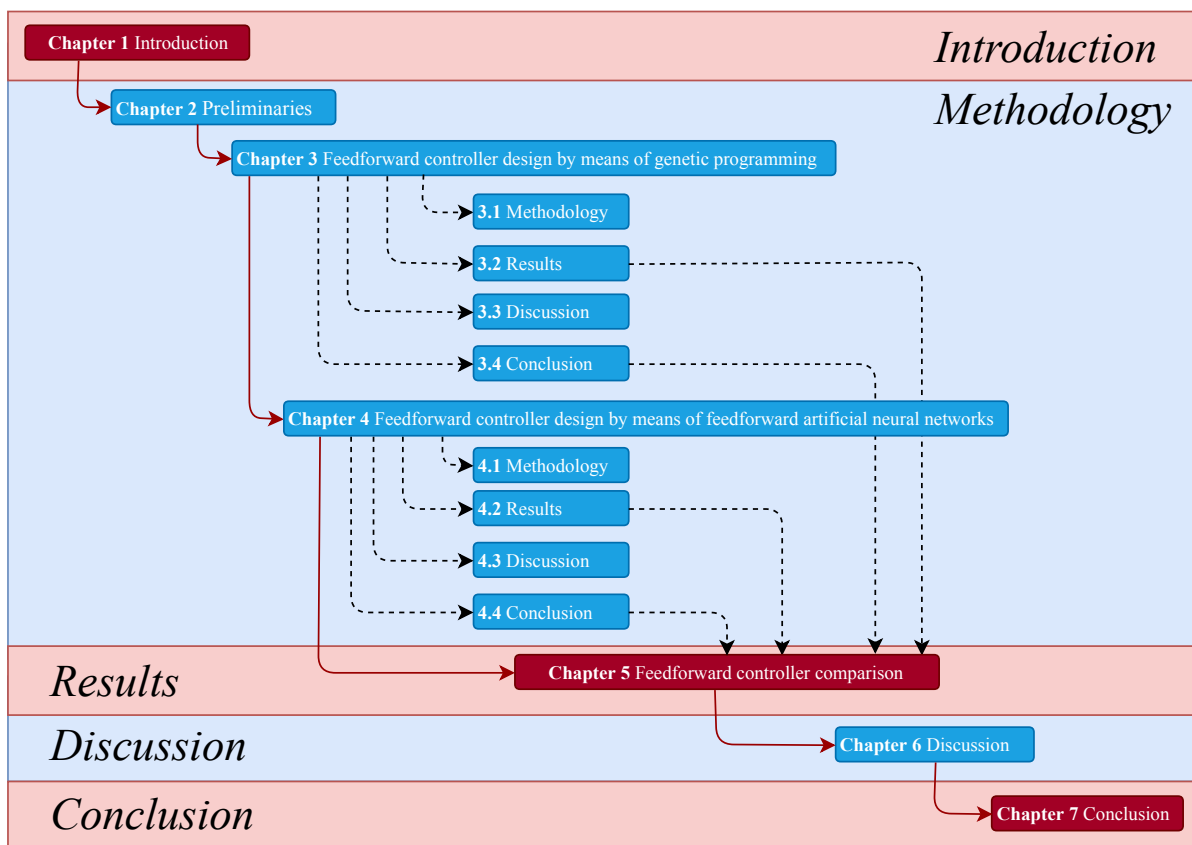 Chapter 1 Introduction
Introduction
Chapter 2 Preliminaries
Methodology
Chapter 3 Feedforward controller design by means of genetic programming
3.1 Methodology
3.2 Results
3.3 Discussion
3.4 Conclusion
Chapter 4 Feedforward controller design by means of feedforward artificial neural networks
4.1 Methodology
4.2 Results
4.3 Discussion
4.4 Conclusion
Results
Chapter 5 Feedforward controller comparison
Discussion
Chapter 6 Discussion
Conclusion
Chapter 7 Conclusion